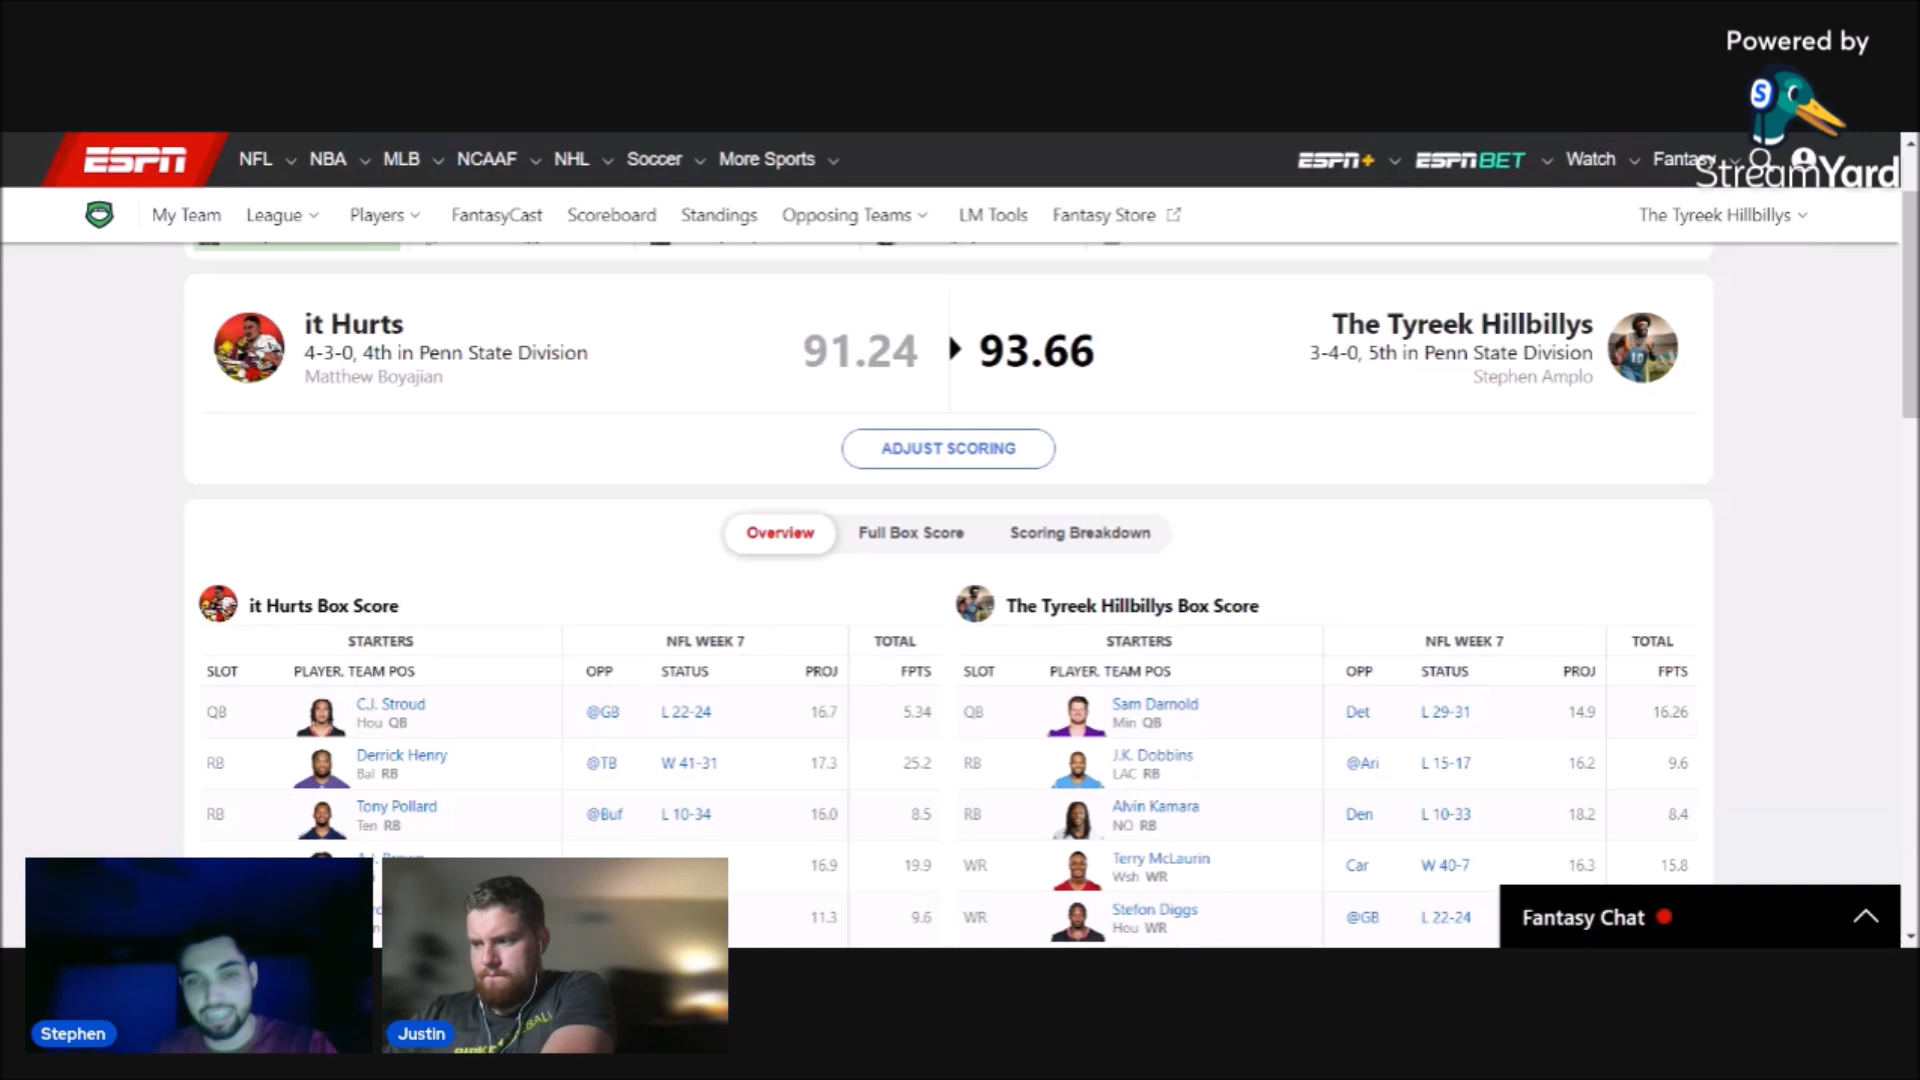 Powered by
StreamYard
ESPN NFL NBA MLB NCAAF NHL Soccer More Sports ESPN+ ESPN BET Watch Fantasy
My Team League Players FantasyCast Scoreboard Standings Opposing Teams LM Tools Fantasy Store The Tyreek Hillbillys
it Hurts
4-3-0, 4th in Penn State Division
Matthew Boyajian
91.24 93.66
The Tyreek Hillbillys
3-4-0, 5th in Penn State Division
Stephen Amplo
10
ADJUST SCORING
Overview Full Box Score Scoring Breakdown
it Hurts Box Score
STARTERS NFL WEEK 7 TOTAL
SLOT PLAYER, TEAM POS OPP STATUS PROJ FPTS
QB C.J. Stroud Hou QB @GB L 22-24 16.7 5.34
RB Derrick Henry Bal RB @TB W 41-31 17.3 25.2
RB Tony Pollard Ten RB @Buf L 10-34 16.0 8.5
16.9 19.9
11.3 9.6
The Tyreek Hillbillys Box Score
STARTERS NFL WEEK 7 TOTAL
SLOT PLAYER, TEAM POS OPP STATUS PROJ FPTS
QB Sam Darnold Min QB Det L 29-31 14.9 16.26
RB J.K. Dobbins LAC RB @Ari L 15-17 16.2 9.6
RB Alvin Kamara NO RB Den L 10-33 18.2 8.4
WR Terry McLaurin Wsh WR Car W 40-7 16.3 15.8
WR Stefon Diggs Hou WR @GB L 22-24
Fantasy Chat
Stephen
Justin